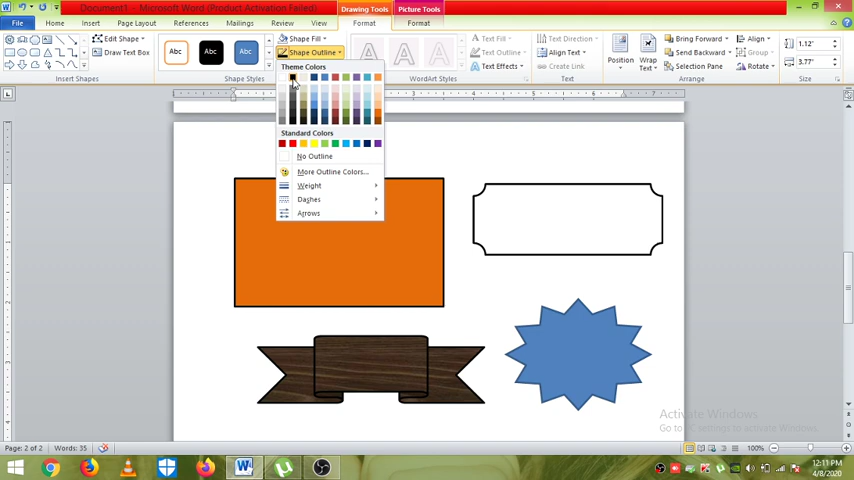 Document1 - Microsoft Word (Product Activation Failed)
Drawing Tools
Picture Tools
File Home Insert Page Layout References Mailings Review View Format Format
Edit Shape
Draw Text Box
Insert Shapes
Abc Abc Abc
Shape Fill
Shape Outline
Shape Styles
A A A
Text Fill
Text Outline
Text Effects
WordArt Styles
Text Direction
Align Text
Create Link
Text
Position
Wrap Text
Bring Forward
Send Backward
Selection Pane
Align
Group
Rotate
Arrange
1.12"
3.77"
Size
Theme Colors
Standard Colors
No Outline
More Outline Colors...
Weight
Dashes
Arrows
Activate Windows
Go to PC settings to activate Windows.
Page: 2 of 2 Words: 35
100%
12:11 PM
4/8/2020